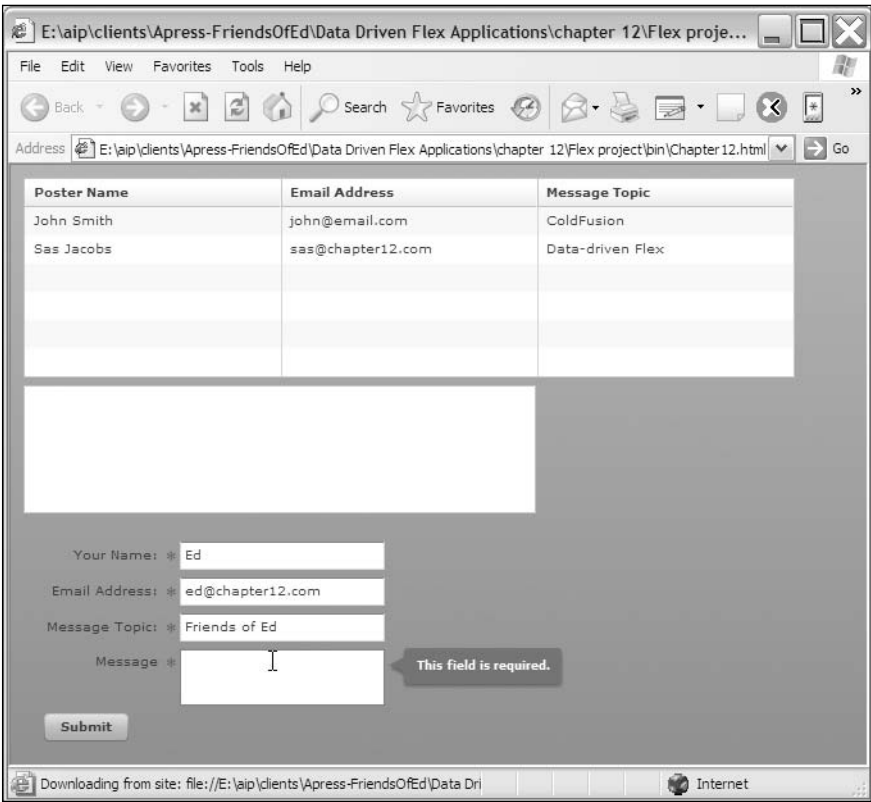 E:\aip\clients\Apress-FriendsOfEd\Data Driven Flex Applications\chapter 12\Flex proje...
File Edit View Favorites Tools Help
Back Search Favorites »
Address E:\aip\clients\Apress-FriendsOfEd\Data Driven Flex Applications\chapter 12\Flex project\bin\Chapter12.html Go
Poster Name Email Address Message Topic
John Smith john@email.com ColdFusion
Sas Jacobs sas@chapter12.com Data-driven Flex
Your Name: * Ed
Email Address: * ed@chapter12.com
Message Topic: * Friends of Ed
Message * This field is required.
Submit
Downloading from site: file://E:\aip\clients\Apress-FriendsOfEd\Data Dri Internet